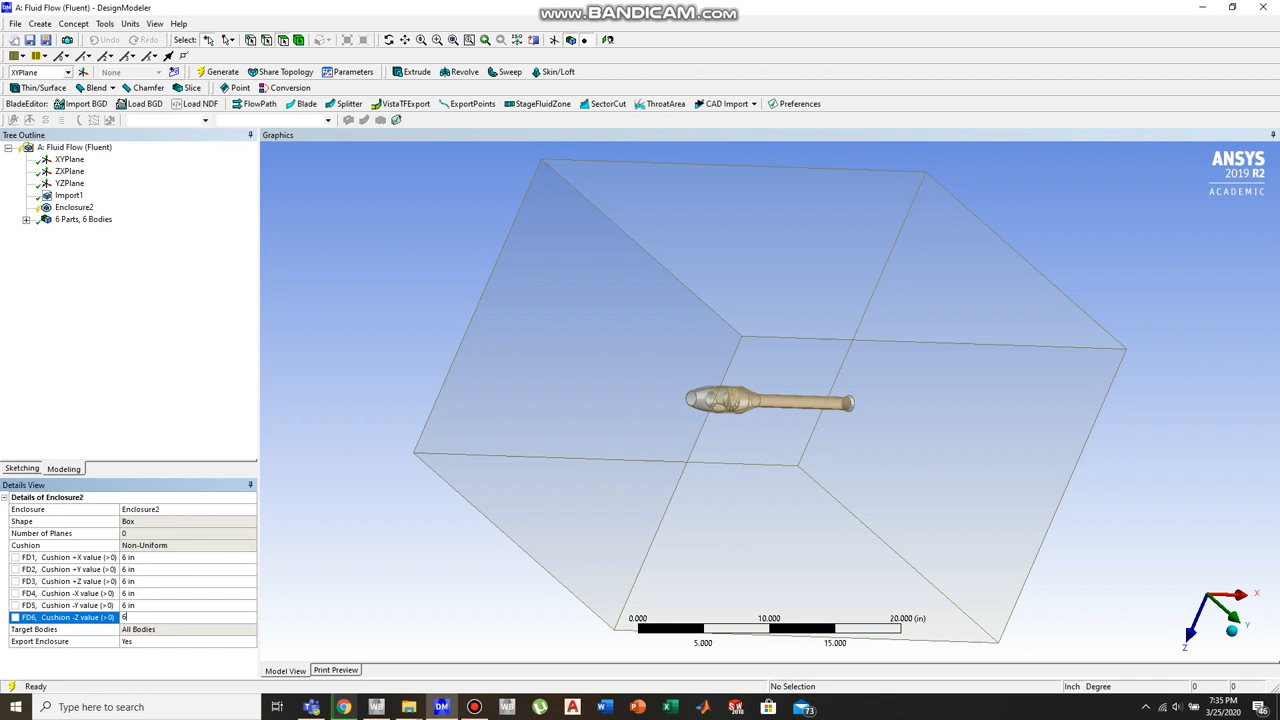 A: Fluid Flow (Fluent) - DesignModeler
www.BANDICAM.com
File Create Concept Tools Units View Help
Undo Redo Select:
XYPlane None Generate Share Topology Parameters Extrude Revolve Sweep Skin/Loft
Thin/Surface Blend Chamfer Slice Point Conversion
BladeEditor: Import BGD Load BGD Load NDF FlowPath Blade Splitter VistaTFExport ExportPoints StageFluidZone SectorCut ThroatArea CAD Import Preferences
Tree Outline
A: Fluid Flow (Fluent)
XYPlane
ZXPlane
YZPlane
Import1
Enclosure2
6 Parts, 6 Bodies
Sketching Modeling
Details View
Details of Enclosure2
Enclosure Enclosure2
Shape Box
Number of Planes 0
Cushion Non-Uniform
FD1, Cushion +X value (>0) 6 in
FD2, Cushion +Y value (>0) 6 in
FD3, Cushion +Z value (>0) 6 in
FD4, Cushion -X value (>0) 6 in
FD5, Cushion -Y value (>0) 6 in
FD6, Cushion -Z value (>0) 6
Target Bodies All Bodies
Export Enclosure Yes
Graphics
ANSYS
2019 R2
ACADEMIC
0.000 10.000 20.000 (in)
5.000 15.000
X
Y
Z
Model View Print Preview
Ready No Selection Inch Degree 0 0
Type here to search
73
7:35 PM
3/25/2020
46